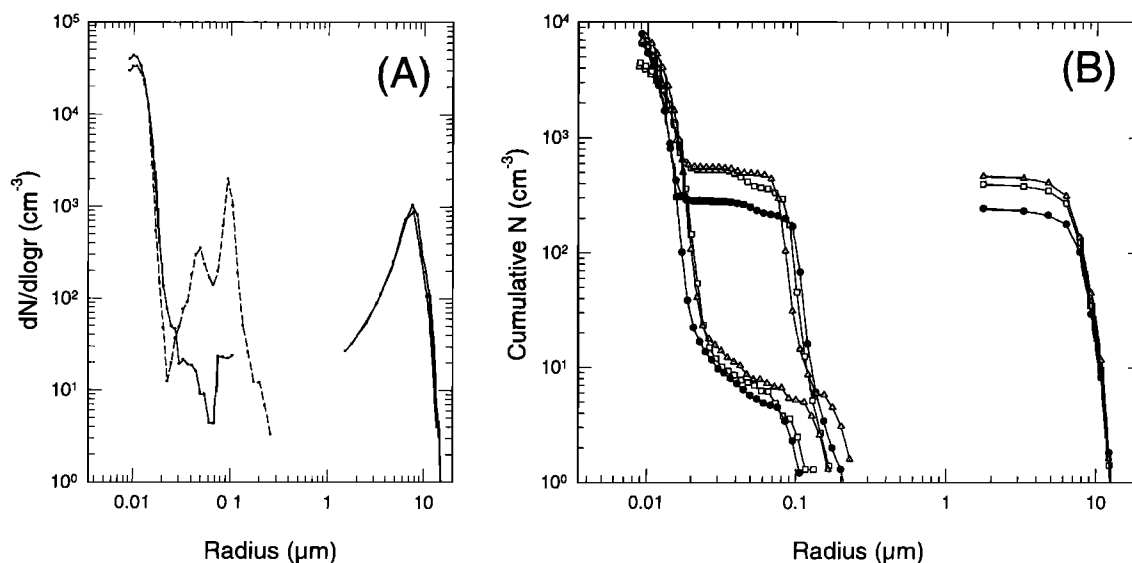 (A)
dN/dlogr (cm⁻³)
10⁵
10⁴
10³
10²
10¹
10⁰
0.01 0.1 1 10
Radius (µm)
(B)
Cumulative N (cm⁻³)
10⁴
10³
10²
10¹
10⁰
0.01 0.1 1 10
Radius (µm)